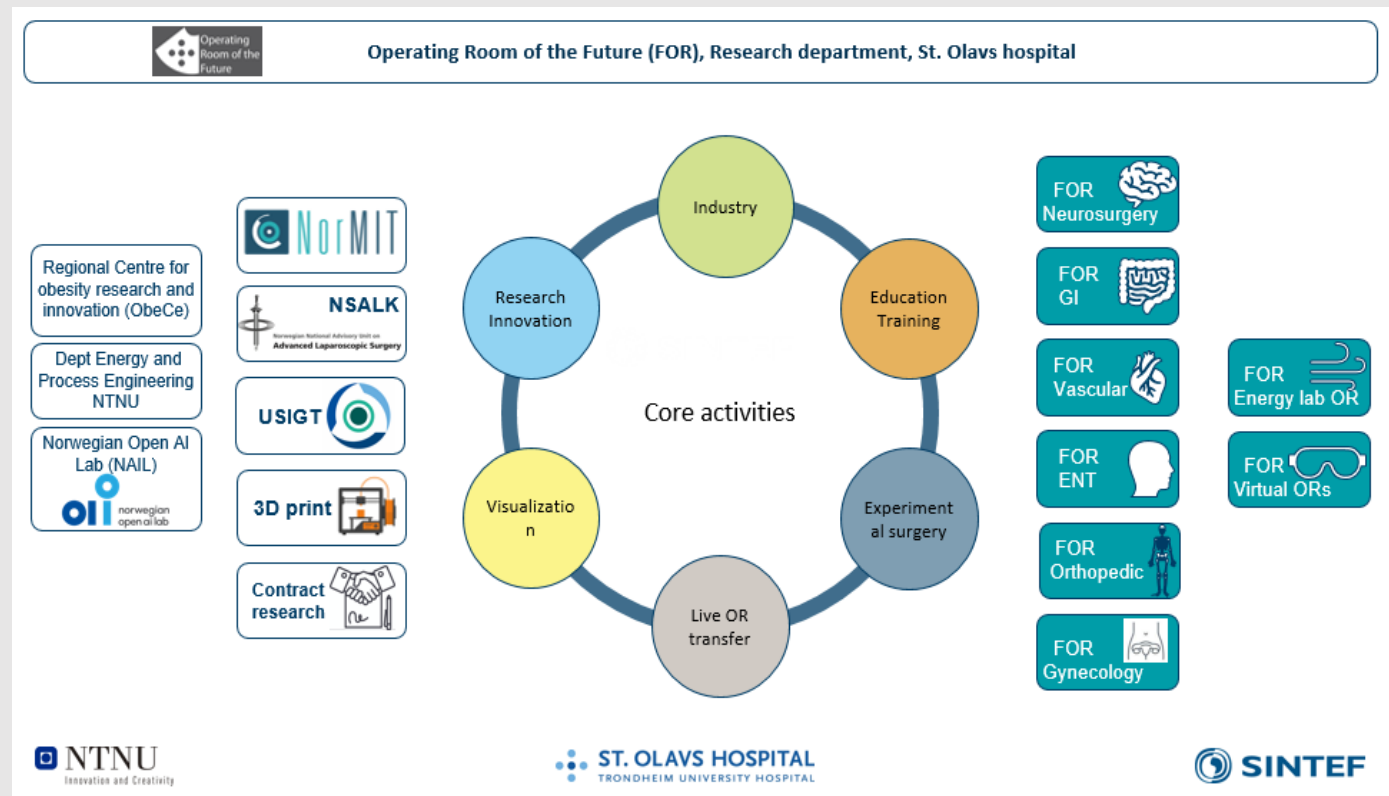 Operating
Room of the
Future
Operating Room of the Future (FOR), Research department, St. Olavs hospital
Regional Centre for
obesity research and
innovation (ObeCe)
Dept Energy and
Process Engineering
NTNU
Norwegian Open AI
Lab (NAIL)
norwegian
open ai lab
NorMIT
NSALK
Norwegian National Advisory Unit on
Advanced Laparoscopic Surgery
USIGT
3D print
Contract
research
Industry
Research
Innovation
Education
Training
Core activities
Visualizatio
n
Experiment
al surgery
Live OR
transfer
FOR
Neurosurgery
FOR
GI
FOR
Vascular
FOR
ENT
FOR
Orthopedic
FOR
Gynecology
FOR
Energy lab OR
FOR
Virtual ORs
NTNU
Innovation and Creativity
ST. OLAVS HOSPITAL
TRONDHEIM UNIVERSITY HOSPITAL
SINTEF